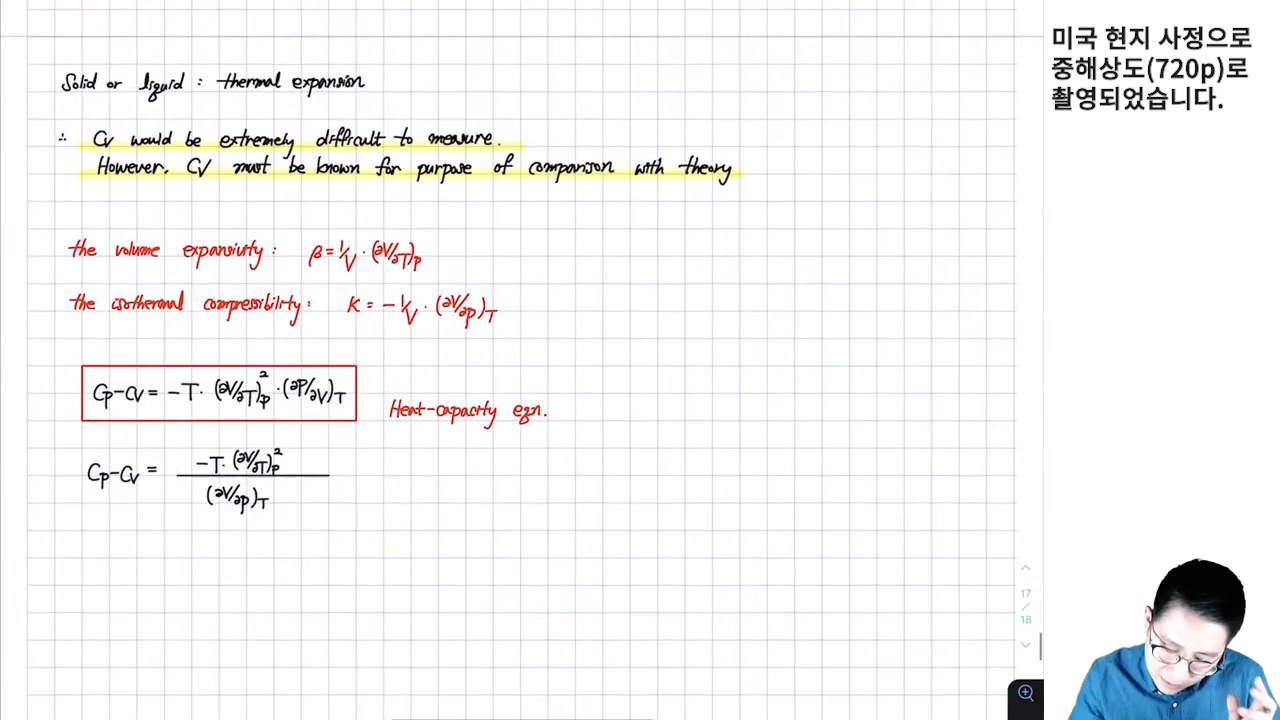 solid or liquid : thermal expansion
∴ Cv would be extremely difficult to measure.
However, CV must be known for purpose of comparison with theory
the volume expansivity : β = 1/V · (∂V/∂T)p
the isothermal compressibility : K = − 1/V · (∂V/∂p)T
Cp−CV = −T · (∂V/∂T)²p · (∂P/∂V)T
Heat-capacity eqn.
Cp−Cv = −T · (∂V/∂T)²p / (∂V/∂p)T
미국 현지 사정으로
중해상도(720p)로
촬영되었습니다.
17
/
18